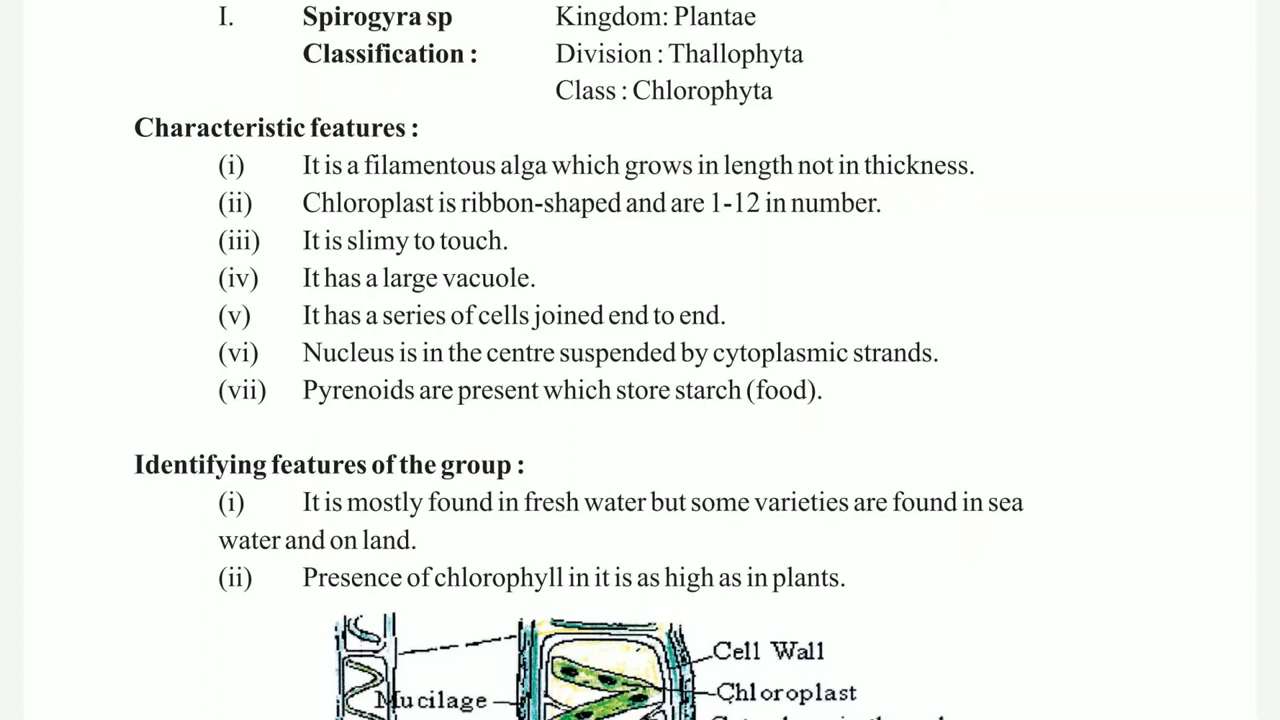 I. Spirogyra sp Kingdom: Plantae
Classification : Division : Thallophyta
Class : Chlorophyta
Characteristic features :
(i) It is a filamentous alga which grows in length not in thickness.
(ii) Chloroplast is ribbon-shaped and are 1-12 in number.
(iii) It is slimy to touch.
(iv) It has a large vacuole.
(v) It has a series of cells joined end to end.
(vi) Nucleus is in the centre suspended by cytoplasmic strands.
(vii) Pyrenoids are present which store starch (food).
Identifying features of the group :
(i) It is mostly found in fresh water but some varieties are found in sea
water and on land.
(ii) Presence of chlorophyll in it is as high as in plants.
Cell Wall
Chloroplast
Mucilage